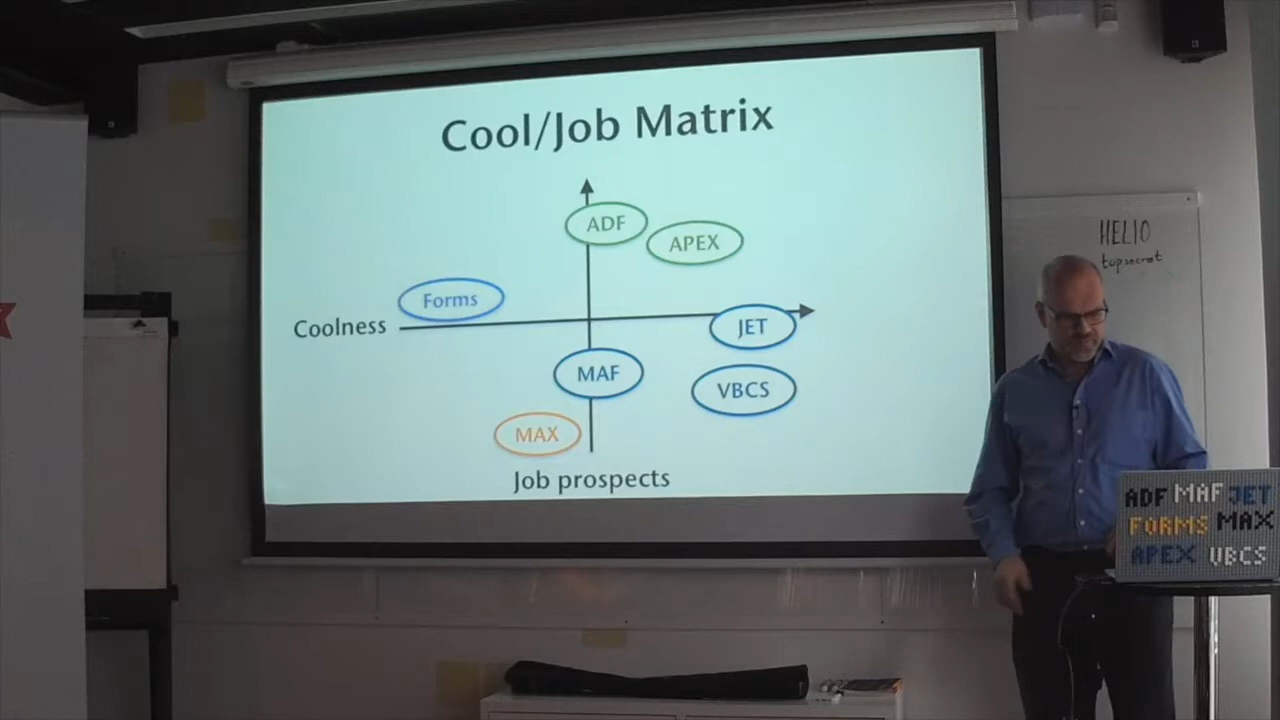 Cool/Job Matrix
ADF
APEX
Forms
Coolness
JET
MAF
VBCS
MAX
Job prospects
HELIO
topsecret
ADF MAF JET
FORMS MAX
APEX VBCS